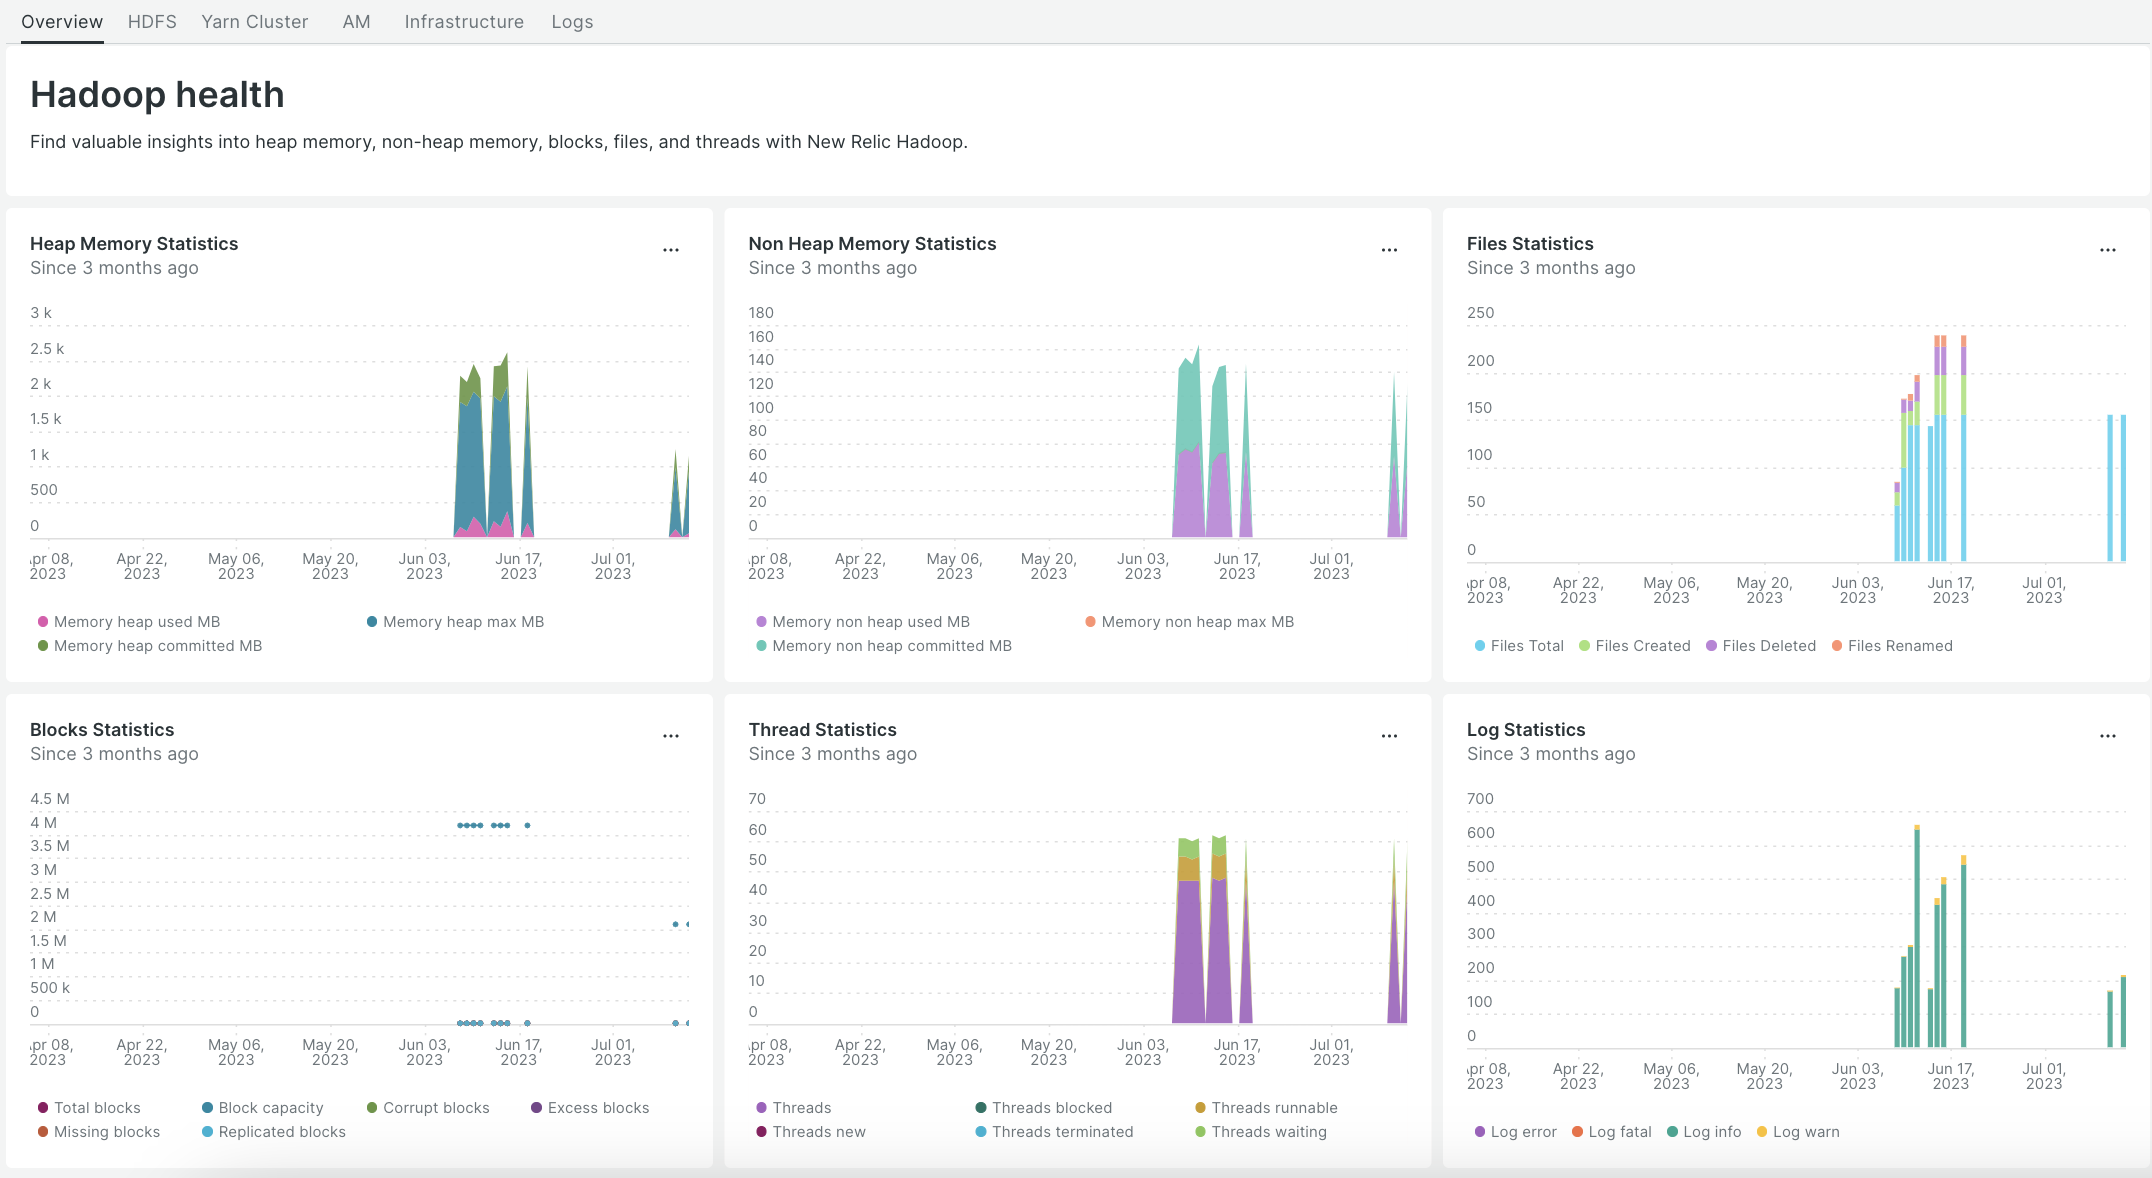 Overview HDFS Yarn Cluster AM Infrastructure Logs
Hadoop health
Find valuable insights into heap memory, non-heap memory, blocks, files, and threads with New Relic Hadoop.
Heap Memory Statistics
Since 3 months ago
3 k
2.5 k
2 k
1.5 k
1 k
500
0
pr 08, 2023
Apr 22, 2023
May 06, 2023
May 20, 2023
Jun 03, 2023
Jun 17, 2023
Jul 01, 2023
Memory heap used MB
Memory heap max MB
Memory heap committed MB
Non Heap Memory Statistics
Since 3 months ago
180
160
140
120
100
80
60
40
20
0
pr 08, 2023
Apr 22, 2023
May 06, 2023
May 20, 2023
Jun 03, 2023
Jun 17, 2023
Jul 01, 2023
Memory non heap used MB
Memory non heap max MB
Memory non heap committed MB
Files Statistics
Since 3 months ago
250
200
150
100
50
0
pr 08, 2023
Apr 22, 2023
May 06, 2023
May 20, 2023
Jun 03, 2023
Jun 17, 2023
Jul 01, 2023
Files Total
Files Created
Files Deleted
Files Renamed
Blocks Statistics
Since 3 months ago
4.5 M
4 M
3.5 M
3 M
2.5 M
2 M
1.5 M
1 M
500 k
0
pr 08, 2023
Apr 22, 2023
May 06, 2023
May 20, 2023
Jun 03, 2023
Jun 17, 2023
Jul 01, 2023
Total blocks
Block capacity
Corrupt blocks
Excess blocks
Missing blocks
Replicated blocks
Thread Statistics
Since 3 months ago
70
60
50
40
30
20
10
0
pr 08, 2023
Apr 22, 2023
May 06, 2023
May 20, 2023
Jun 03, 2023
Jun 17, 2023
Jul 01, 2023
Threads
Threads blocked
Threads runnable
Threads new
Threads terminated
Threads waiting
Log Statistics
Since 3 months ago
700
600
500
400
300
200
100
0
pr 08, 2023
Apr 22, 2023
May 06, 2023
May 20, 2023
Jun 03, 2023
Jun 17, 2023
Jul 01, 2023
Log error
Log fatal
Log info
Log warn